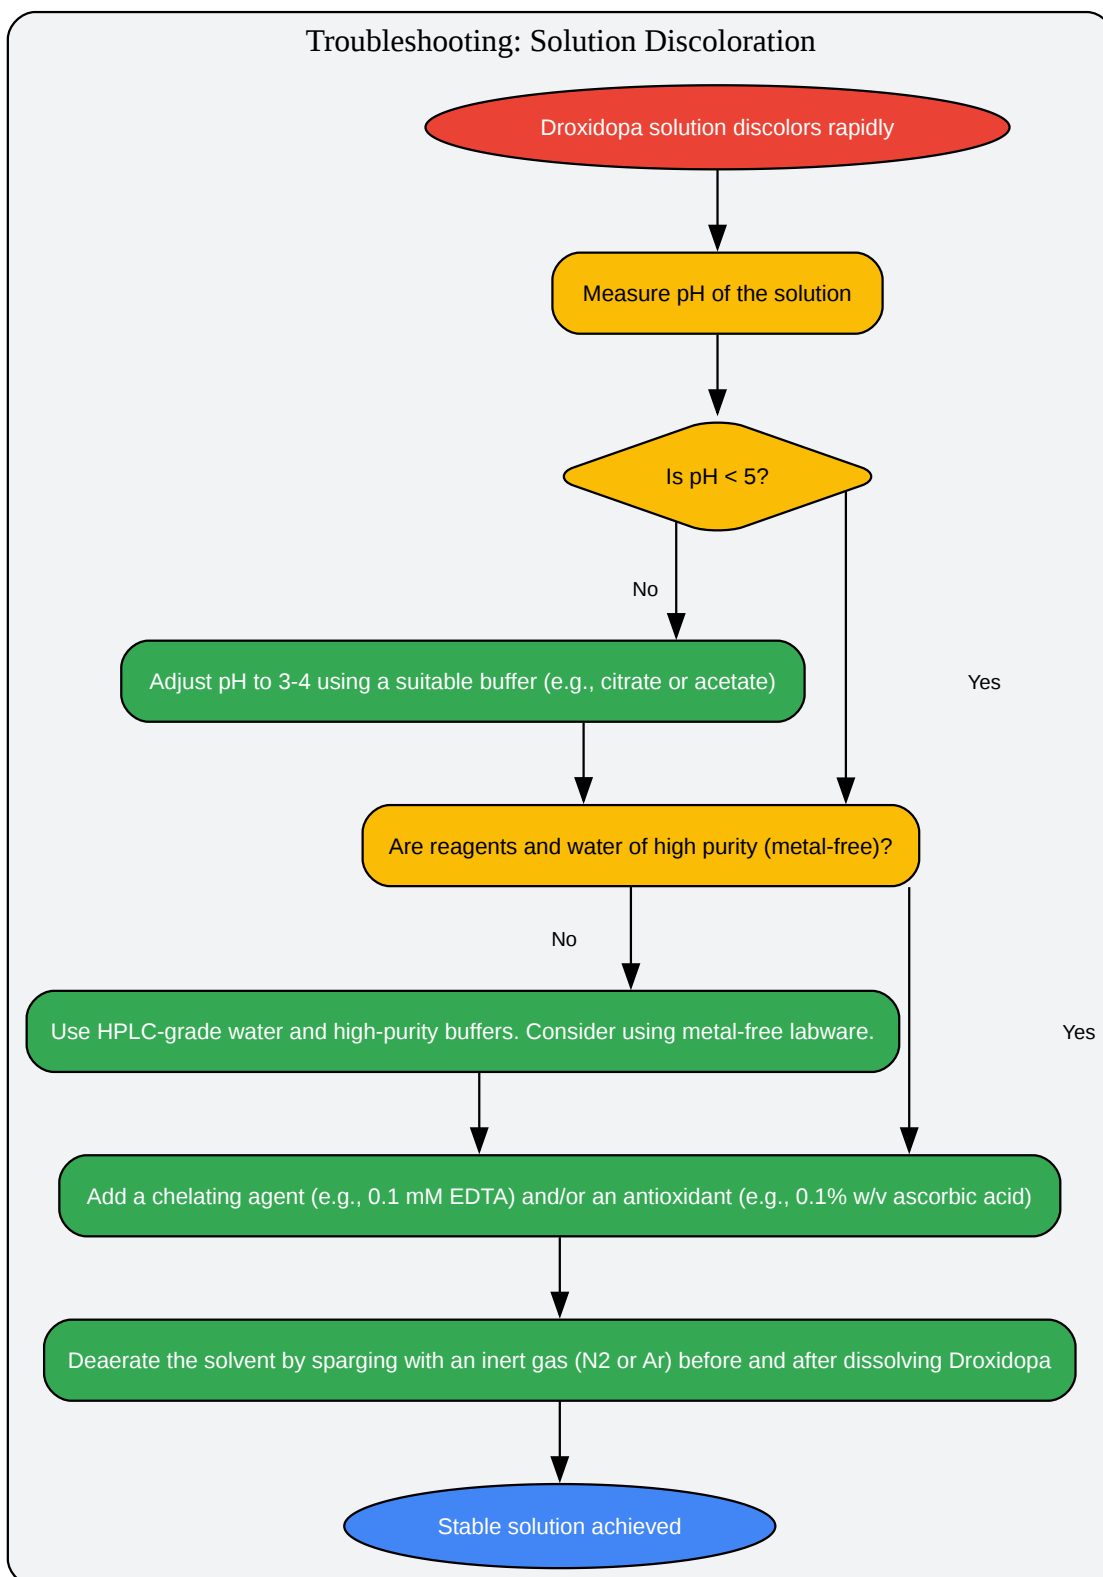 Troubleshooting: Solution Discoloration
Droxidopa solution discolors rapidly
Measure pH of the solution
Is pH < 5?
No
Adjust pH to 3-4 using a suitable buffer (e.g., citrate or acetate)
Yes
Are reagents and water of high purity (metal-free)?
No
Use HPLC-grade water and high-purity buffers. Consider using metal-free labware.
Yes
Add a chelating agent (e.g., 0.1 mM EDTA) and/or an antioxidant (e.g., 0.1% w/v ascorbic acid)
Deaerate the solvent by sparging with an inert gas (N2 or Ar) before and after dissolving Droxidopa
Stable solution achieved